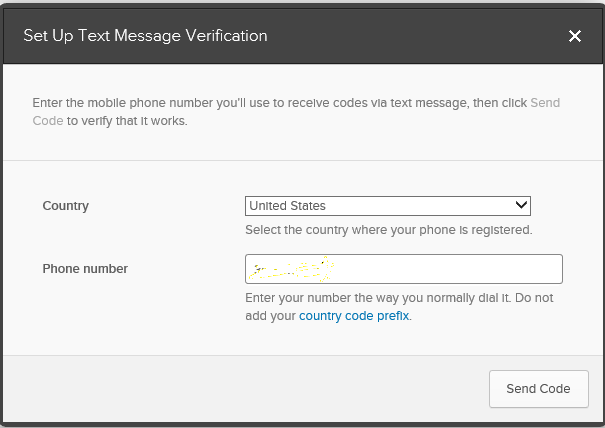 Set Up Text Message Verification
Enter the mobile phone number you'll use to receive codes via text message, then click Send
Code to verify that it works.
Country
United States
Select the country where your phone is registered.
Phone number
Enter your number the way you normally dial it. Do not
add your country code prefix.
Send Code